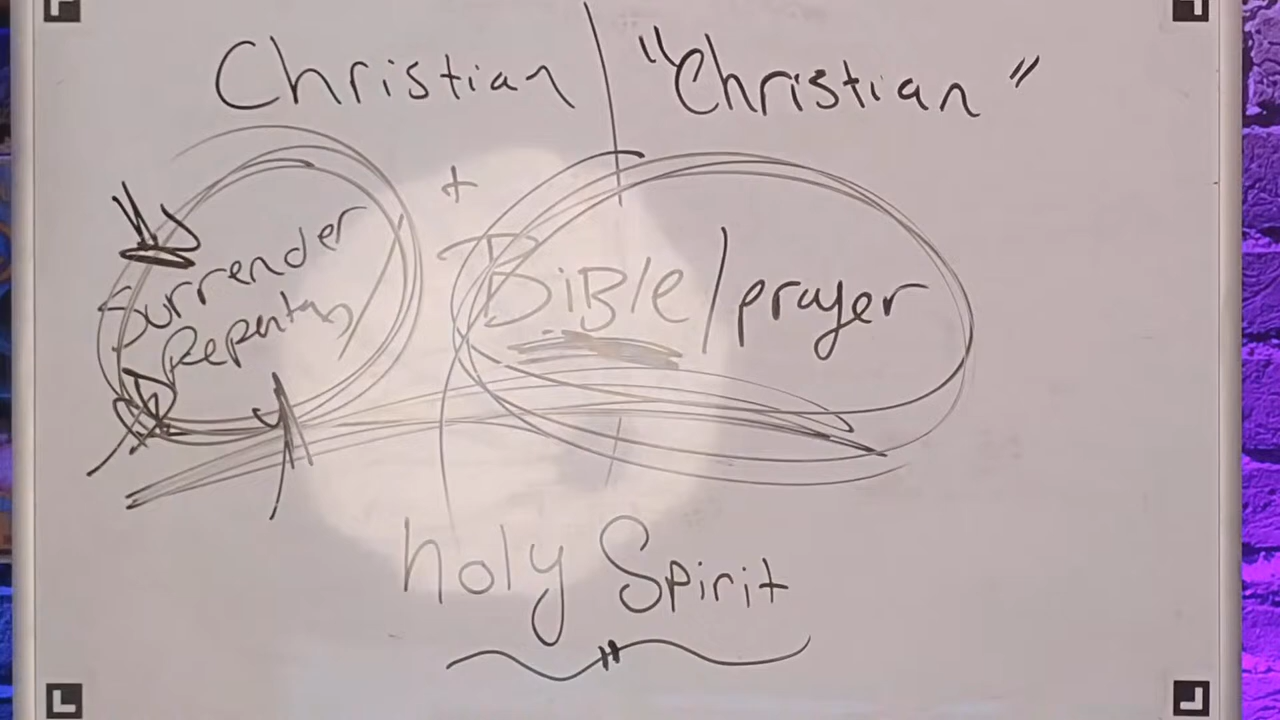 Christian | "Christian"
+
Surrender
Bible/prayer
holy Spirit